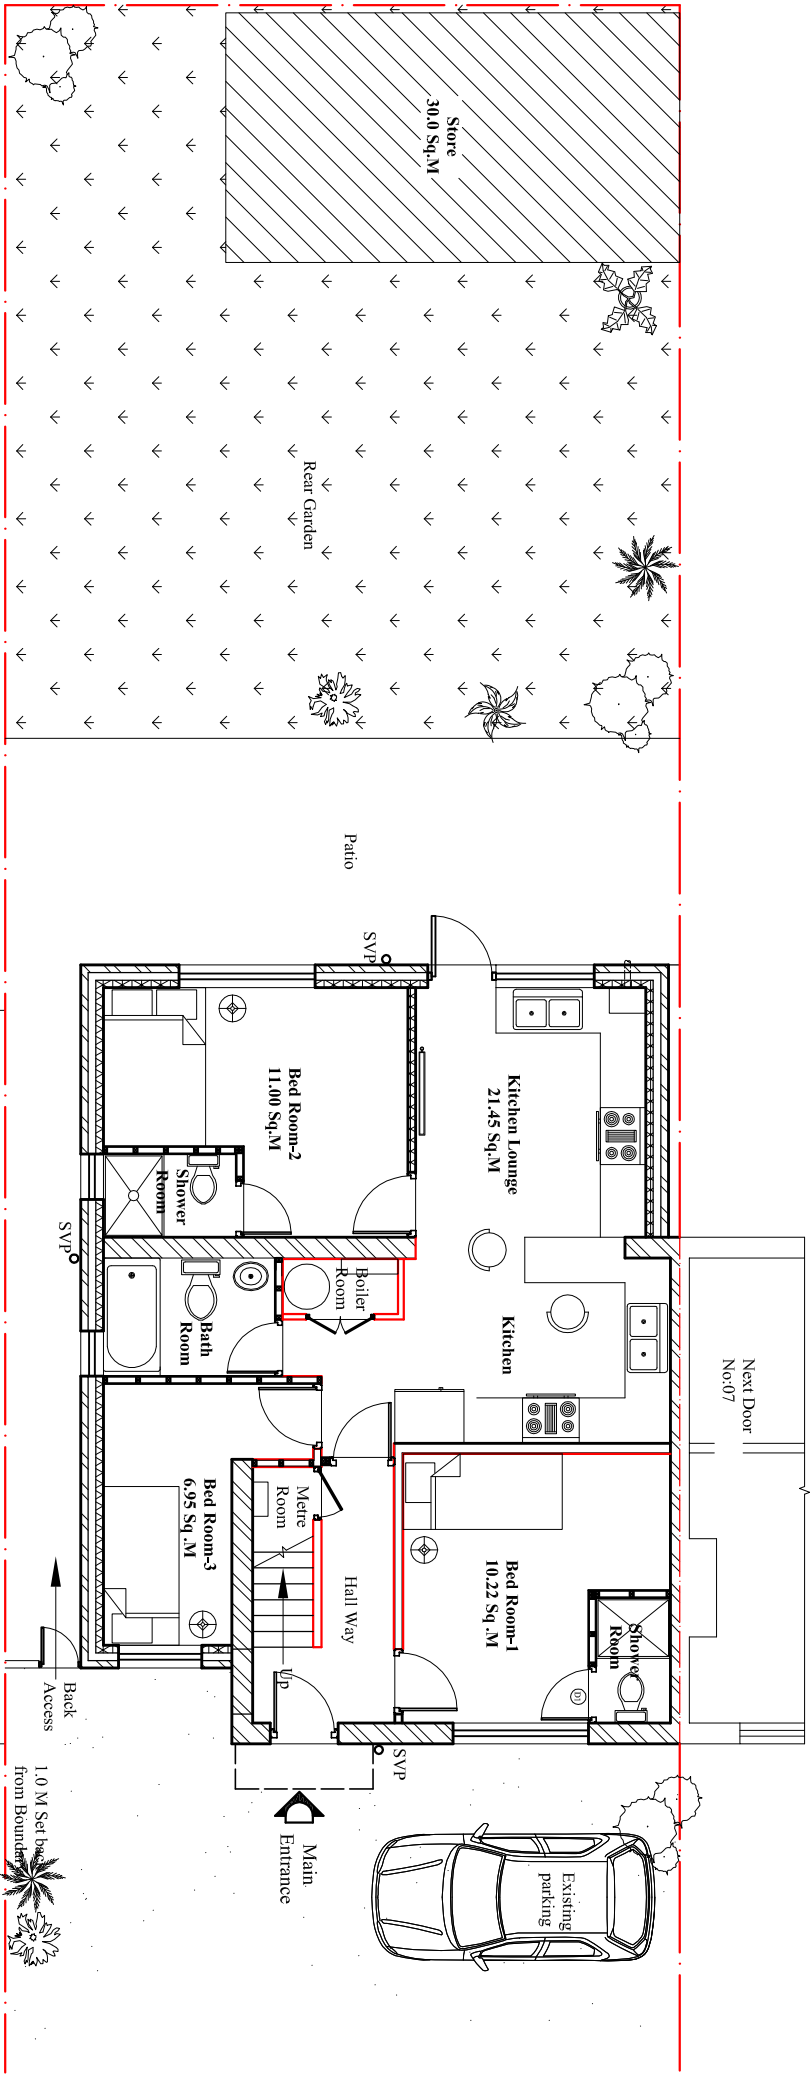 Store
30.0 Sq.M
Rear Garden
Patio
SVP
Kitchen Lounge
21.45 Sq.M
Bed Room-2
11.00 Sq.M
Shower
Room
SVP
Boiler
Room
Bath
Room
Kitchen
Next Door
No:07
Bed Room-3
6.95 Sq .M
Metre
Room
Hall Way
Up
Bed Room-1
10.22 Sq .M
Shower
Room
D1
Back
Access
SVP
Main
Entrance
Existing
parking
1.0 M Set back
from Boundary